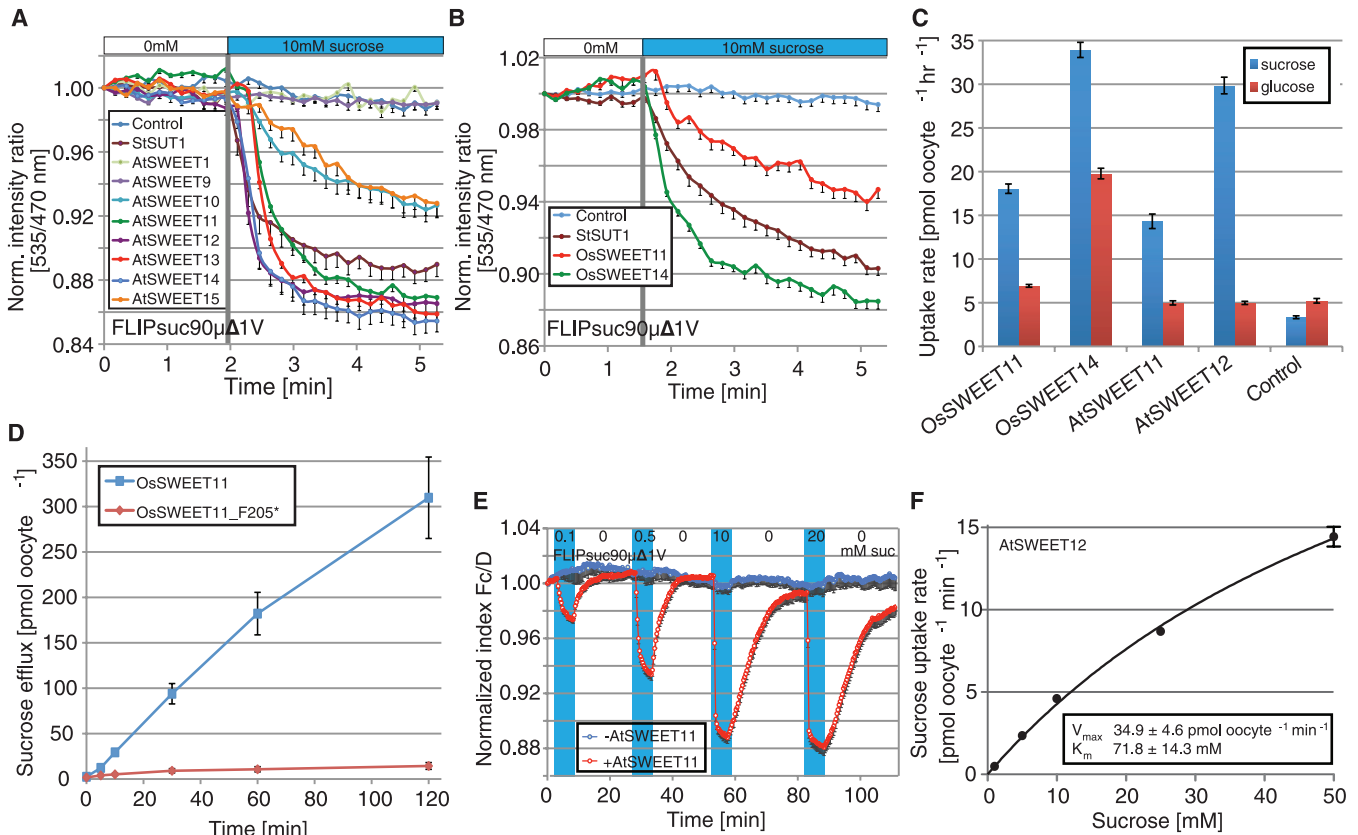 A
0mM
10mM sucrose
1.00
0.96
0.92
0.88
0.84
Norm. intensity ratio
[535/470 nm]
Control
StSUT1
AtSWEET1
AtSWEET9
AtSWEET10
AtSWEET11
AtSWEET12
AtSWEET13
AtSWEET14
AtSWEET15
FLIPsuc90µΔ1V
0 1 2 3 4 5
Time [min]
B
0mM
10mM sucrose
1.02
1.00
0.98
0.96
0.94
0.92
0.90
0.88
0.86
Norm. intensity ratio
[535/470 nm]
Control
StSUT1
OsSWEET11
OsSWEET14
FLIPsuc90µΔ1V
0 1 2 3 4 5
Time [min]
C
35
30
25
20
15
10
5
0
Uptake rate [pmol oocyte -1hr -1]
sucrose
glucose
OsSWEET11
OsSWEET14
AtSWEET11
AtSWEET12
Control
D
350
300
250
200
150
100
50
0
Sucrose efflux [pmol oocyte -1]
OsSWEET11
OsSWEET11_F205*
0 20 40 60 80 100 120
Time [min]
E
1.04
1.00
0.96
0.92
0.88
Normalized index Fc/D
0.1 0 0.5 0 10 0 20 0
mM suc
FLIPsuc90µΔ1V
-AtSWEET11
+AtSWEET11
0 20 40 60 80 100
Time [min]
F
15
10
5
0
Sucrose uptake rate
[pmol oocyte -1 min -1]
AtSWEET12
Vmax 34.9 ± 4.6 pmol oocyte -1 min-1
Km 71.8 ± 14.3 mM
0 10 20 30 40 50
Sucrose [mM]